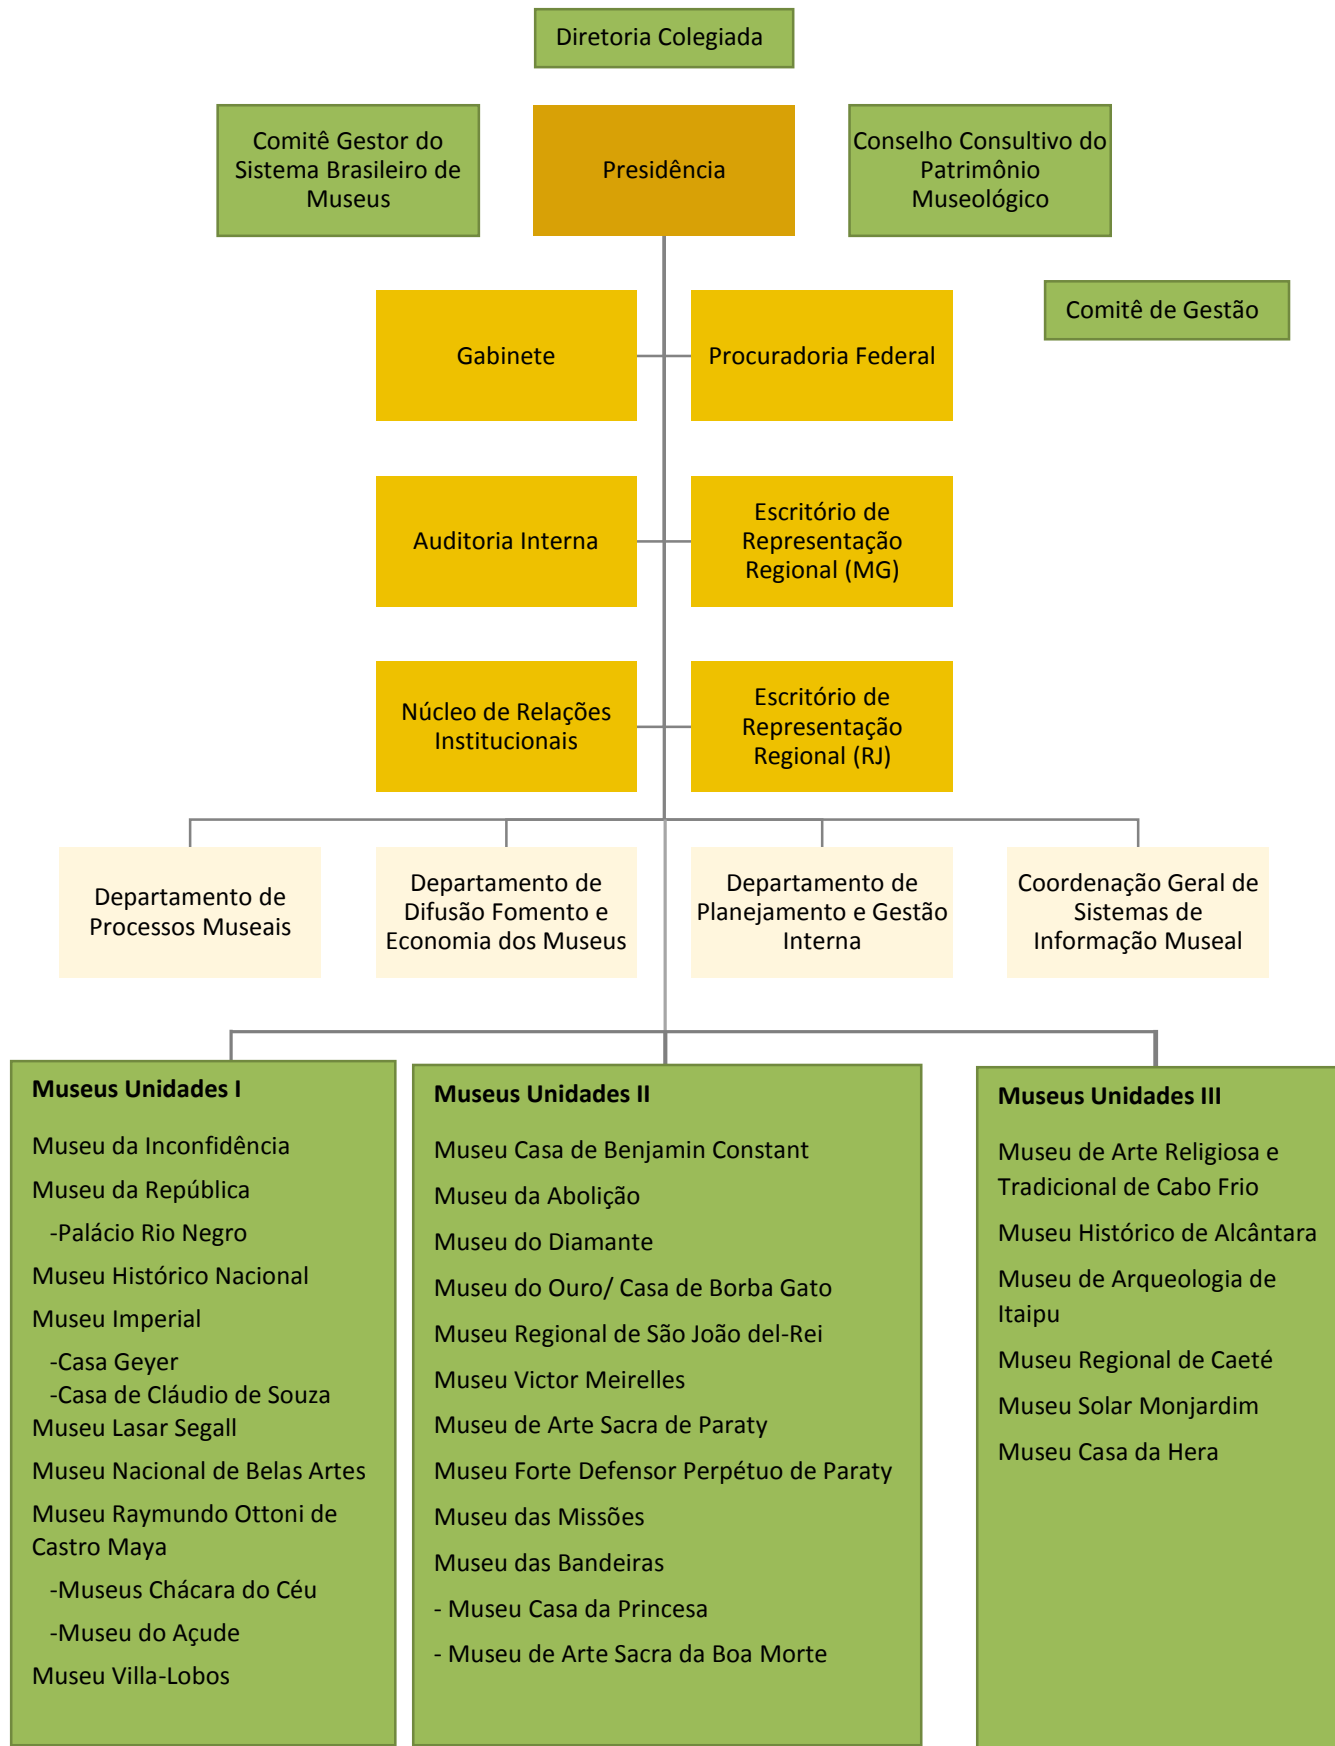 Diretoria Colegiada
Comitê Gestor do
Sistema Brasileiro de
Museus
Presidência
Conselho Consultivo do
Patrimônio
Museológico
Comitê de Gestão
Gabinete
Procuradoria Federal
Auditoria Interna
Escritório de
Representação
Regional (MG)
Núcleo de Relações
Institucionais
Escritório de
Representação
Regional (RJ)
Departamento de
Processos Museais
Departamento de
Difusão Fomento e
Economia dos Museus
Departamento de
Planejamento e Gestão
Interna
Coordenação Geral de
Sistemas de
Informação Museal
Museus Unidades I
Museu da Inconfidência
Museu da República
-Palácio Rio Negro
Museu Histórico Nacional
Museu Imperial
-Casa Geyer
-Casa de Cláudio de Souza
Museu Lasar Segall
Museu Nacional de Belas Artes
Museu Raymundo Ottoni de
Castro Maya
-Museus Chácara do Céu
-Museu do Açude
Museu Villa-Lobos
Museus Unidades II
Museu Casa de Benjamin Constant
Museu da Abolição
Museu do Diamante
Museu do Ouro/ Casa de Borba Gato
Museu Regional de São João del-Rei
Museu Victor Meirelles
Museu de Arte Sacra de Paraty
Museu Forte Defensor Perpétuo de Paraty
Museu das Missões
Museu das Bandeiras
- Museu Casa da Princesa
- Museu de Arte Sacra da Boa Morte
Museus Unidades III
Museu de Arte Religiosa e
Tradicional de Cabo Frio
Museu Histórico de Alcântara
Museu de Arqueologia de
Itaipu
Museu Regional de Caeté
Museu Solar Monjardim
Museu Casa da Hera